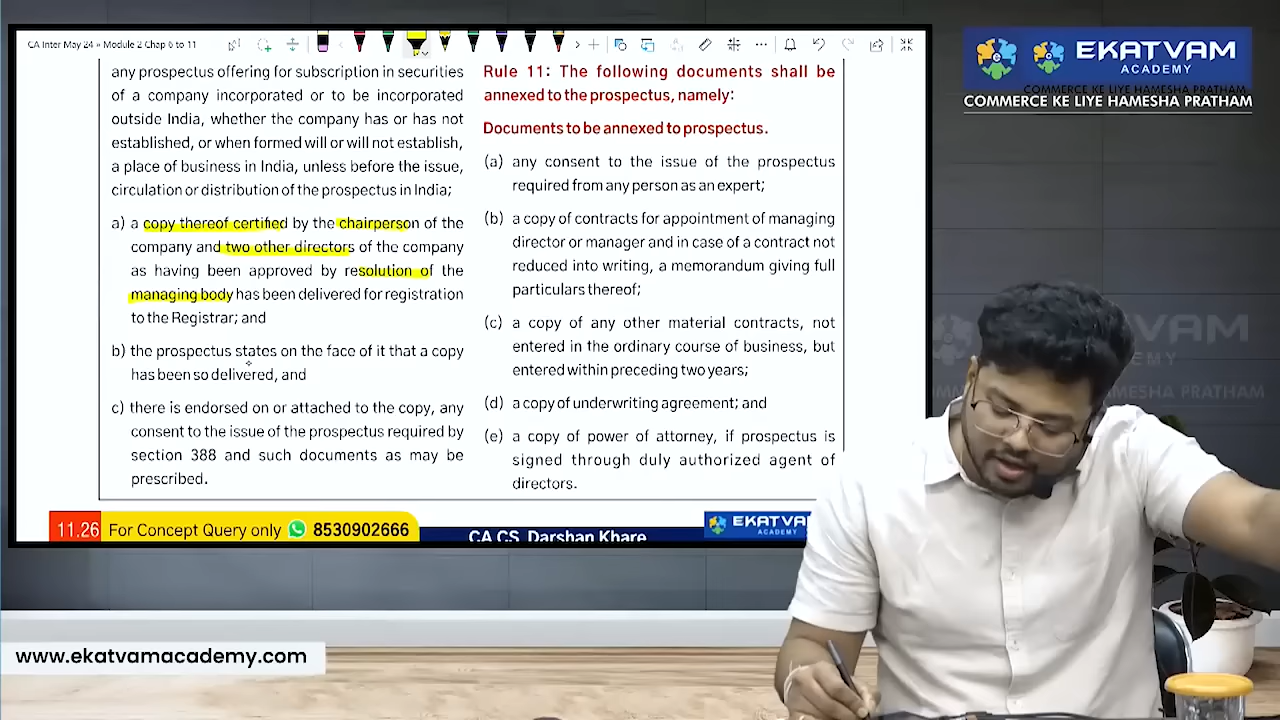 CA Inter May 24 » Module 2 Chap 6 to 11
any prospectus offering for subscription in securities
of a company incorporated or to be incorporated
outside India, whether the company has or has not
established, or when formed will or will not establish,
a place of business in India, unless before the issue,
circulation or distribution of the prospectus in India;
a) a copy thereof certified by the chairperson of the
company and two other directors of the company
as having been approved by resolution of the
managing body has been delivered for registration
to the Registrar; and
b) the prospectus states on the face of it that a copy
has been so delivered, and
c) there is endorsed on or attached to the copy, any
consent to the issue of the prospectus required by
section 388 and such documents as may be
prescribed.
Rule 11: The following documents shall be
annexed to the prospectus, namely:
Documents to be annexed to prospectus.
(a) any consent to the issue of the prospectus
required from any person as an expert;
(b) a copy of contracts for appointment of managing
director or manager and in case of a contract not
reduced into writing, a memorandum giving full
particulars thereof;
(c) a copy of any other material contracts, not
entered in the ordinary course of business, but
entered within preceding two years;
(d) a copy of underwriting agreement; and
(e) a copy of power of attorney, if prospectus is
signed through duly authorized agent of
directors.
11.26 For Concept Query only 8530902666
CA CS Darshan Khare
EKATVAM
ACADEMY
EKATVAM
ACADEMY
COMMERCE KE LIYE HAMESHA PRATHAM
COMMERCE KE LIYE HAMESHA PRATHAM
VAM
EMY
HAMESHA PRATHAM
www.ekatvamacademy.com